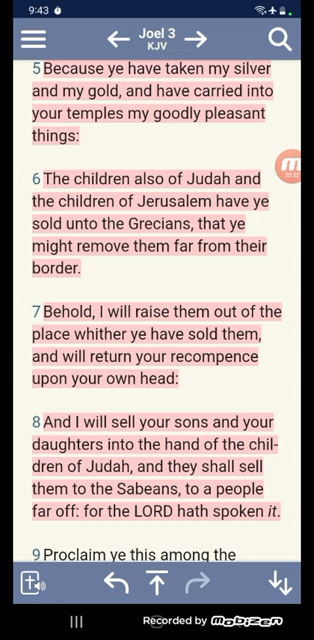 9:43
Joel 3
KJV
5 Because ye have taken my silver
and my gold, and have carried into
your temples my goodly pleasant
things:
6 The children also of Judah and
the children of Jerusalem have ye
sold unto the Grecians, that ye
might remove them far from their
border.
7 Behold, I will raise them out of the
place whither ye have sold them,
and will return your recompence
upon your own head:
8 And I will sell your sons and your
daughters into the hand of the chil-
dren of Judah, and they shall sell
them to the Sabeans, to a people
far off: for the LORD hath spoken it.
9 Proclaim ye this among the
Recorded by mobizen